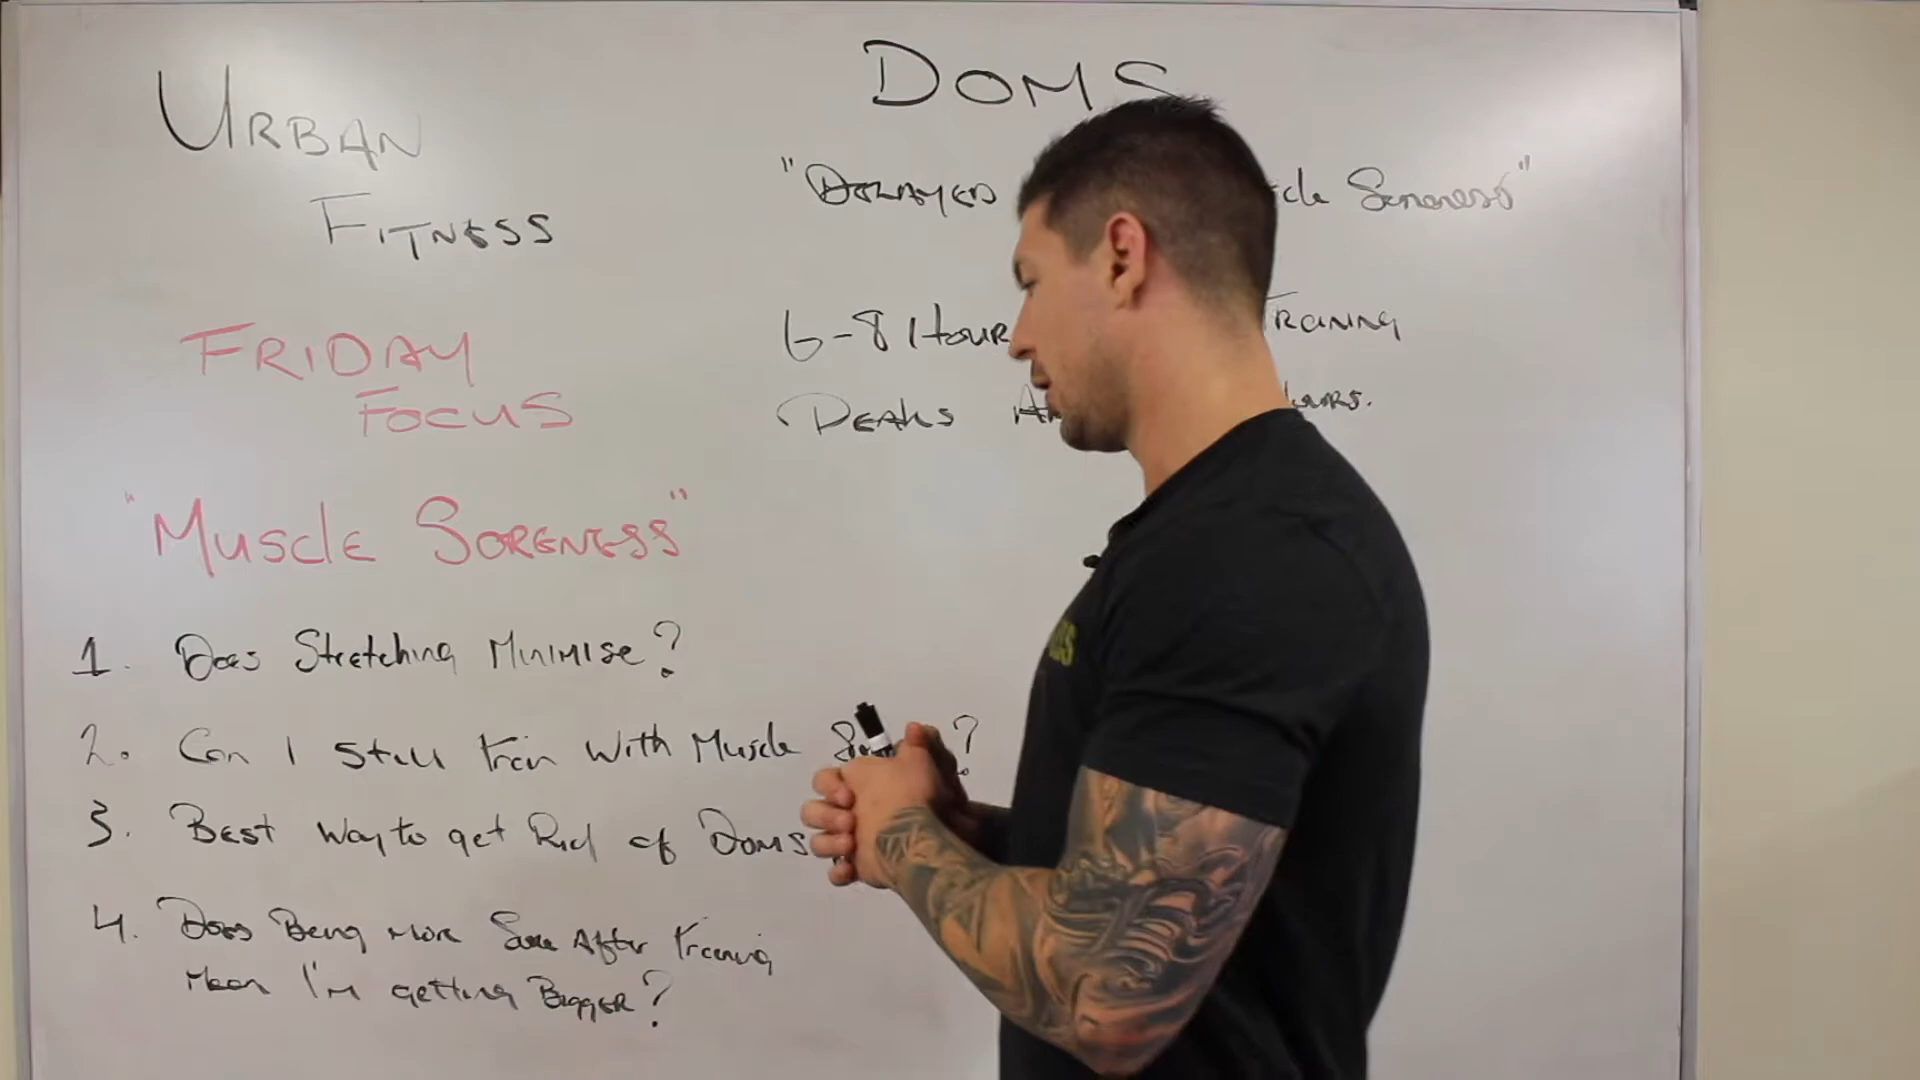 URBAN
FITNESS
FRIDAY
FOCUS
"MUSCLE SORENESS"
1. Does Stretching Minimise?
2. Can I Still train With Muscle ?
3. BEST Way to get Rid of DOMS
4. Does Being More Sore After training
Mean I'm getting BIGGER?
DOMS
"DELAYED Soreness"
6-8 HOUR TRAINING
PEAKS